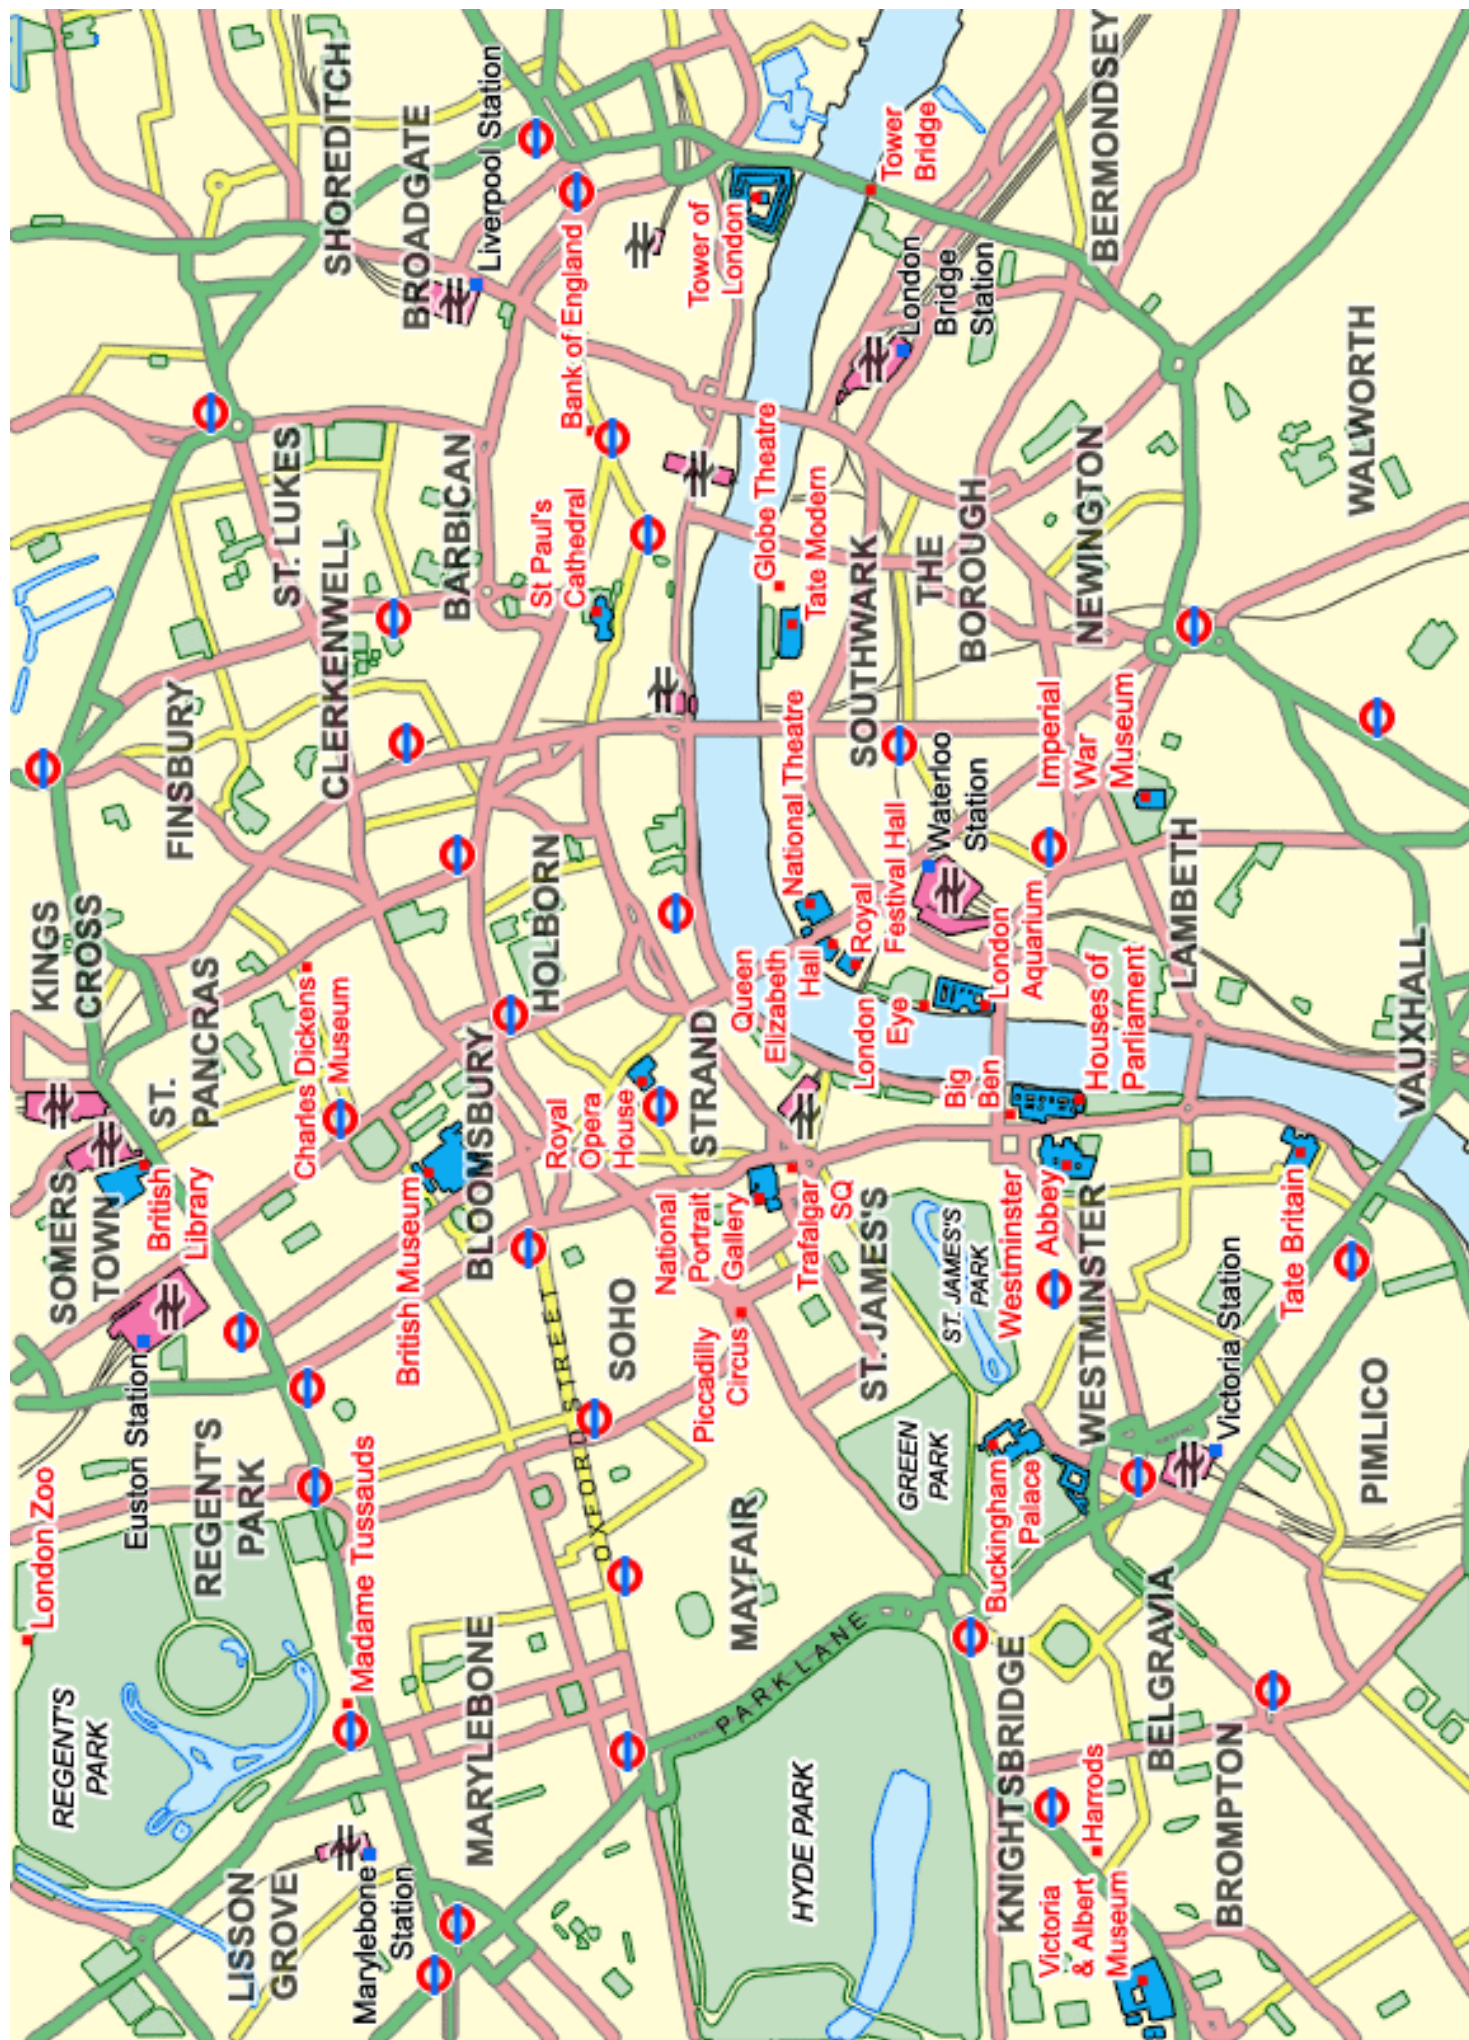 LISSON
GROVE
Marylebone
Station
REGENT'S
PARK
London Zoo
Madame Tussauds
REGENT'S
PARK
Euston Station
SOMERS
TOWN
British
Library
ST.
PANCRAS
KINGS
CROSS
Charles Dickens
Museum
FINSBURY
CLERKENWELL
ST. LUKES
BARBICAN
SHOREDITCH
BROADGATE
Liverpool Station
MARYLEBONE
OXFORD STREET
SOHO
British Museum
BLOOMSBURY
HOLBORN
Royal
Opera
House
St Paul's
Cathedral
Bank of England
Tower of
London
HYDE PARK
PARK LANE
MAYFAIR
Piccadilly
Circus
National
Portrait
Gallery
Trafalgar
SQ
STRAND
Queen
Elizabeth
Hall
National Theatre
Royal
Festival Hall
Globe Theatre
Tate Modern
Tower
Bridge
GREEN
PARK
ST. JAMES'S
ST. JAMES'S
PARK
London
Eye
Big
Ben
London
Aquarium
Waterloo
Station
SOUTHWARK
THE
BOROUGH
London
Bridge
Station
BERMONDSEY
KNIGHTSBRIDGE
Buckingham
Palace
Westminster
Abbey
WESTMINSTER
Houses of
Parliament
Imperial
War
Museum
NEWINGTON
Victoria
& Albert
Museum
Harrods
BELGRAVIA
BROMPTON
Victoria Station
Tate Britain
LAMBETH
PIMLICO
VAUXHALL
WALWORTH